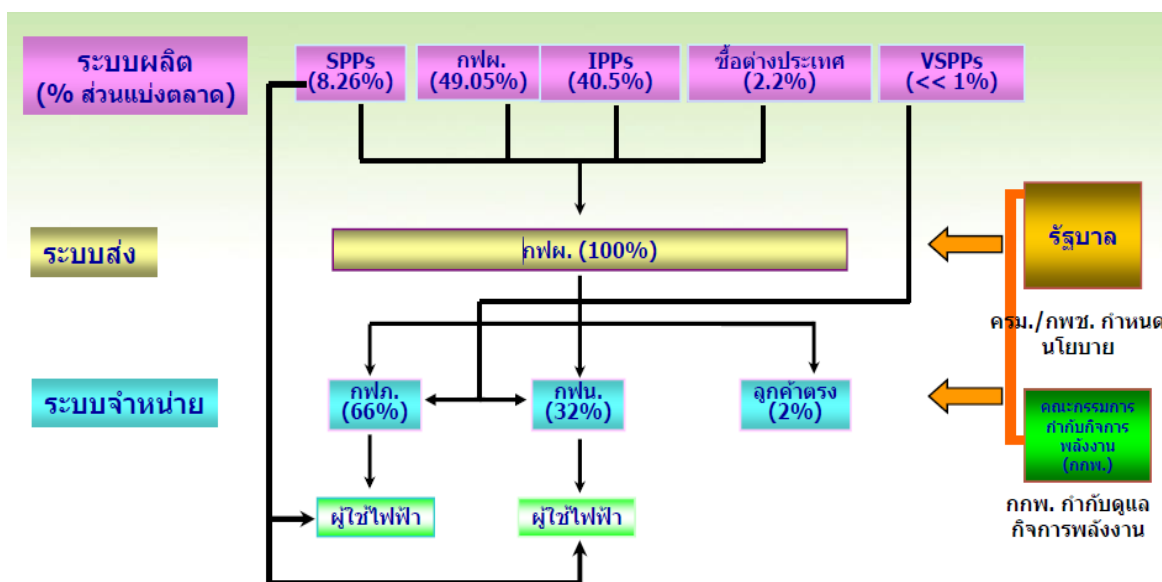 ระบบผลิต
(% ส่วนแบ่งตลาด)
SPPs
(8.26%)
กฟผ.
(49.05%)
IPPs
(40.5%)
ซื้อต่างประเทศ
(2.2%)
VSPPs
(<< 1%)
ระบบส่ง
กฟผ. (100%)
รัฐบาล
ครม./กพช. กำหนด
นโยบาย
ระบบจำหน่าย
กฟภ.
(66%)
กฟน.
(32%)
ลูกค้าตรง
(2%)
คณะกรรมการ
กำกับกิจการ
พลังงาน
(กกพ.)
กกพ. กำกับดูแล
กิจการพลังงาน
ผู้ใช้ไฟฟ้า
ผู้ใช้ไฟฟ้า